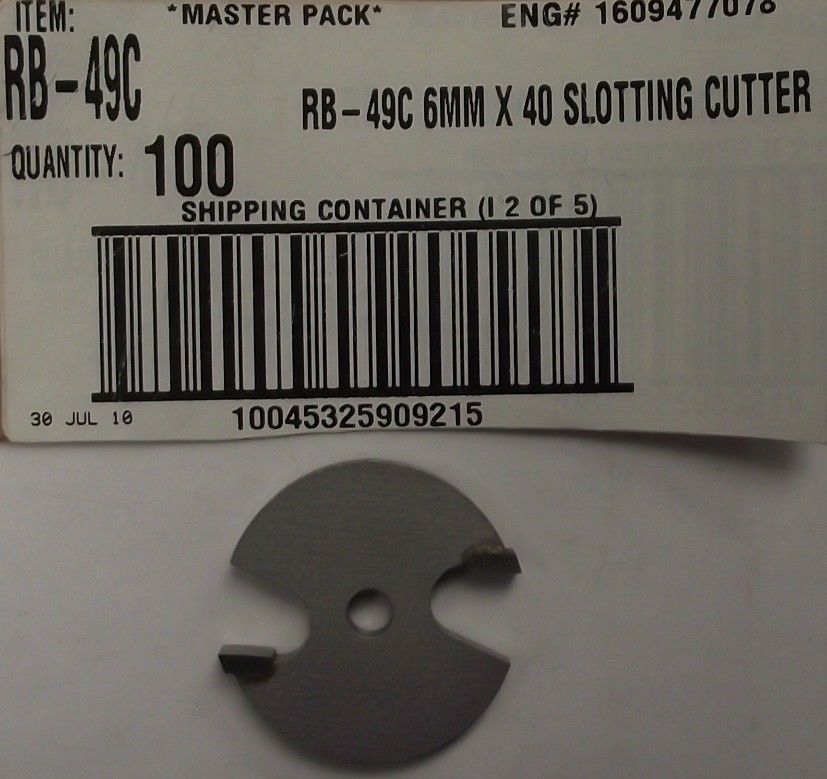 ITEM: *MASTER PACK* ENG# 1609477078
RB-49C
RB-49C 6MM X 40 SLOTTING CUTTER
QUANTITY: 100
SHIPPING CONTAINER (I 2 OF 5)
30 JUL 10 10045325909215